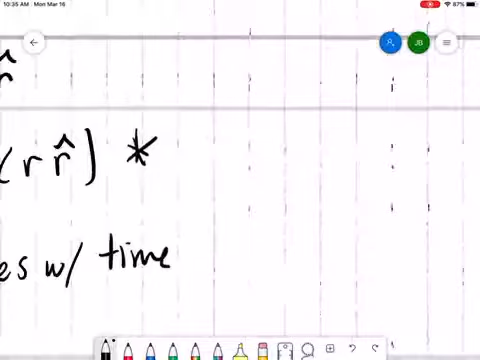 10:35 AM Mon Mar 16
87%
JB
r̂
(r r̂) *
es w/ time